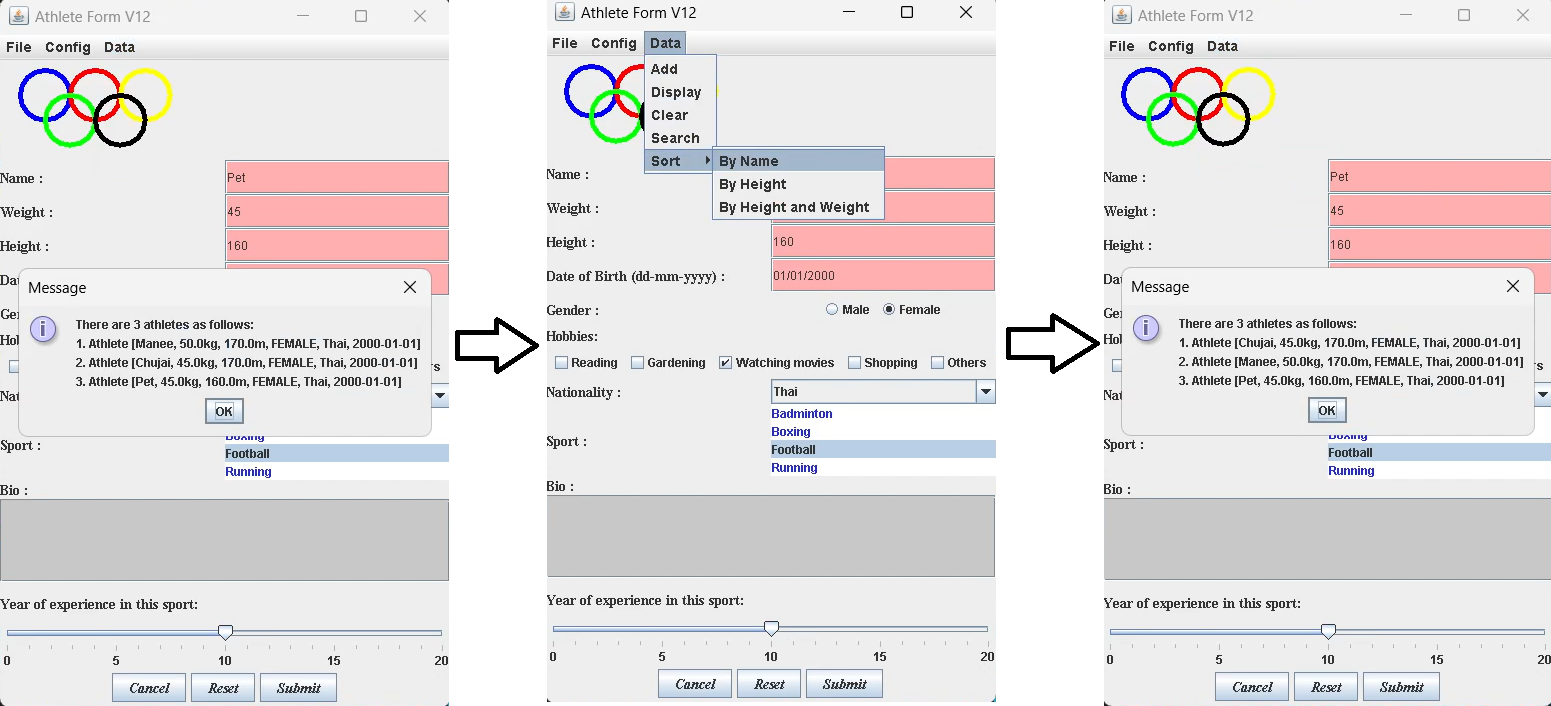 Athlete Form V12
File Config Data
Name :
Pet
Weight :
45
Height :
160
Message
There are 3 athletes as follows:
1. Athlete [Manee, 50.0kg, 170.0m, FEMALE, Thai, 2000-01-01]
2. Athlete [Chujai, 45.0kg, 170.0m, FEMALE, Thai, 2000-01-01]
3. Athlete [Pet, 45.0kg, 160.0m, FEMALE, Thai, 2000-01-01]
OK
Boxing
Sport :
Football
Running
Bio :
Year of experience in this sport:
0 5 10 15 20
Cancel Reset Submit
Athlete Form V12
File Config Data
Add
Display
Clear
Search
Sort
By Name
By Height
By Height and Weight
Name :
Weight :
Height :
160
Date of Birth (dd-mm-yyyy) :
01/01/2000
Gender :
Male Female
Hobbies:
Reading Gardening Watching movies Shopping Others
Nationality :
Thai
Badminton
Boxing
Sport :
Football
Running
Bio :
Year of experience in this sport:
0 5 10 15 20
Cancel Reset Submit
Athlete Form V12
File Config Data
Name :
Pet
Weight :
45
Height :
160
Message
There are 3 athletes as follows:
1. Athlete [Chujai, 45.0kg, 170.0m, FEMALE, Thai, 2000-01-01]
2. Athlete [Manee, 50.0kg, 170.0m, FEMALE, Thai, 2000-01-01]
3. Athlete [Pet, 45.0kg, 160.0m, FEMALE, Thai, 2000-01-01]
OK
Boxing
Sport :
Football
Running
Bio :
Year of experience in this sport:
0 5 10 15 20
Cancel Reset Submit